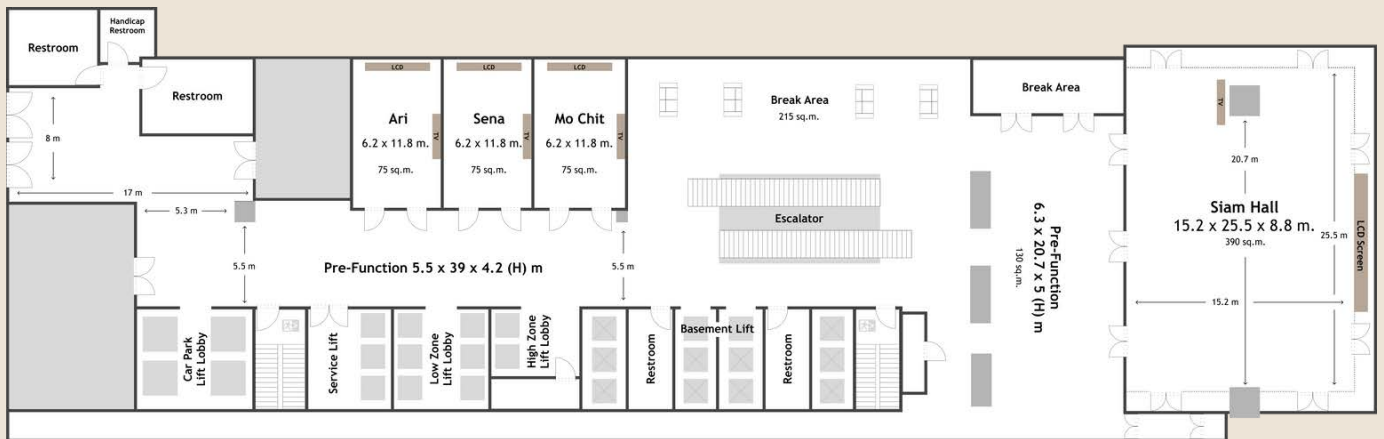 Handicap
Restroom
Restroom
Restroom
8 m
17 m
5.3 m
5.5 m
LCD
Ari
6.2 x 11.8 m.
75 sq.m.
TV
LCD
Sena
6.2 x 11.8 m.
75 sq.m.
TV
LCD
Mo Chit
6.2 x 11.8 m.
75 sq.m.
TV
Break Area
215 sq.m.
Escalator
Break Area
Pre-Function
6.3 x 20.7 x 5 (H) m
130 sq.m.
TV
20.7 m
Siam Hall
15.2 x 25.5 x 8.8 m.
390 sq.m.
25.5 m
15.2 m
LCD Screen
Pre-Function 5.5 x 39 x 4.2 (H) m
5.5 m
Car Park
Lift Lobby
Service Lift
Low Zone
Lift Lobby
High Zone
Lift Lobby
Restroom
Basement Lift
Restroom